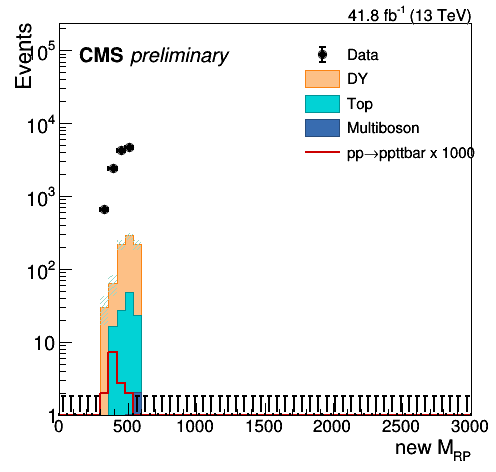 41.8 fb⁻¹ (13 TeV)
Events
CMS preliminary
Data
DY
Top
Multiboson
pp→ppttbar x 1000
10⁵
10⁴
10³
10²
10
1
0 500 1000 1500 2000 2500 3000
new M_RP